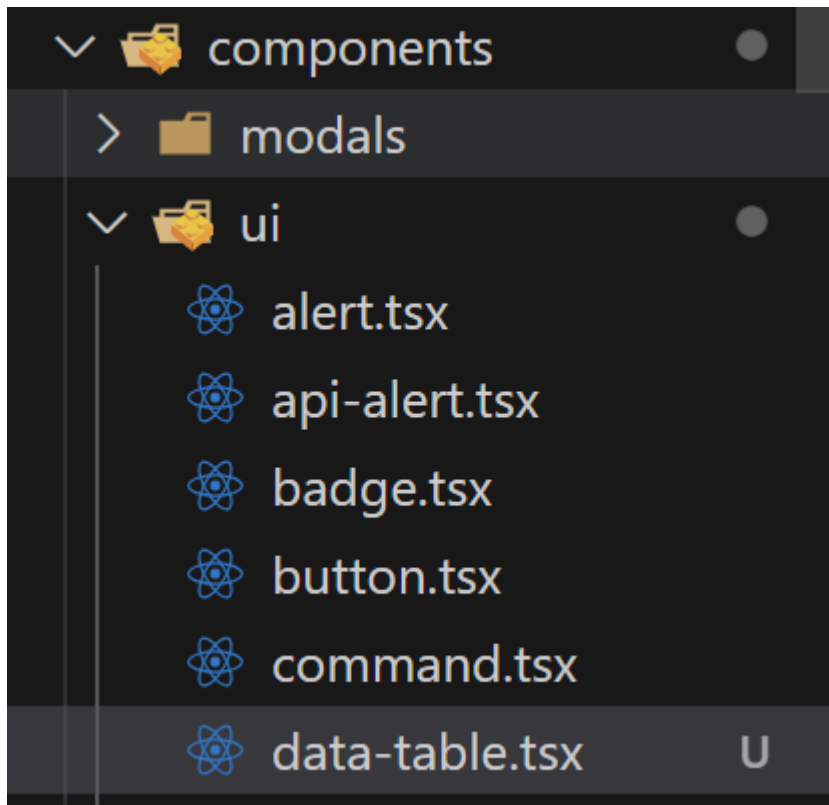 components
modals
ui
alert.tsx
api-alert.tsx
badge.tsx
button.tsx
command.tsx
data-table.tsx U